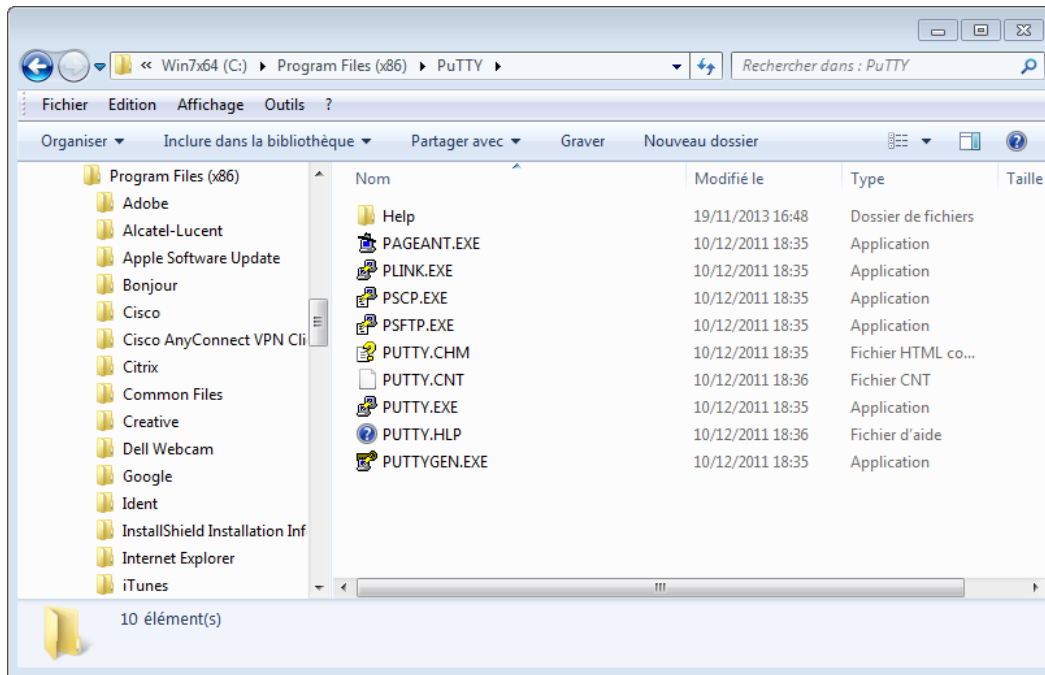 « Win7x64 (C:) Program Files (x86) PuTTY Rechercher dans : PuTTY
Fichier Edition Affichage Outils ?
Organiser Inclure dans la bibliothèque Partager avec Graver Nouveau dossier
Program Files (x86)
Adobe
Alcatel-Lucent
Apple Software Update
Bonjour
Cisco
Cisco AnyConnect VPN Cli
Citrix
Common Files
Creative
Dell Webcam
Google
Ident
InstallShield Installation Inf
Internet Explorer
iTunes
Nom Modifié le Type Taille
Help 19/11/2013 16:48 Dossier de fichiers
PAGEANT.EXE 10/12/2011 18:35 Application
PLINK.EXE 10/12/2011 18:35 Application
PSCP.EXE 10/12/2011 18:35 Application
PSFTP.EXE 10/12/2011 18:35 Application
PUTTY.CHM 10/12/2011 18:35 Fichier HTML co...
PUTTY.CNT 10/12/2011 18:36 Fichier CNT
PUTTY.EXE 10/12/2011 18:35 Application
PUTTY.HLP 10/12/2011 18:36 Fichier d'aide
PUTTYGEN.EXE 10/12/2011 18:35 Application
10 élément(s)